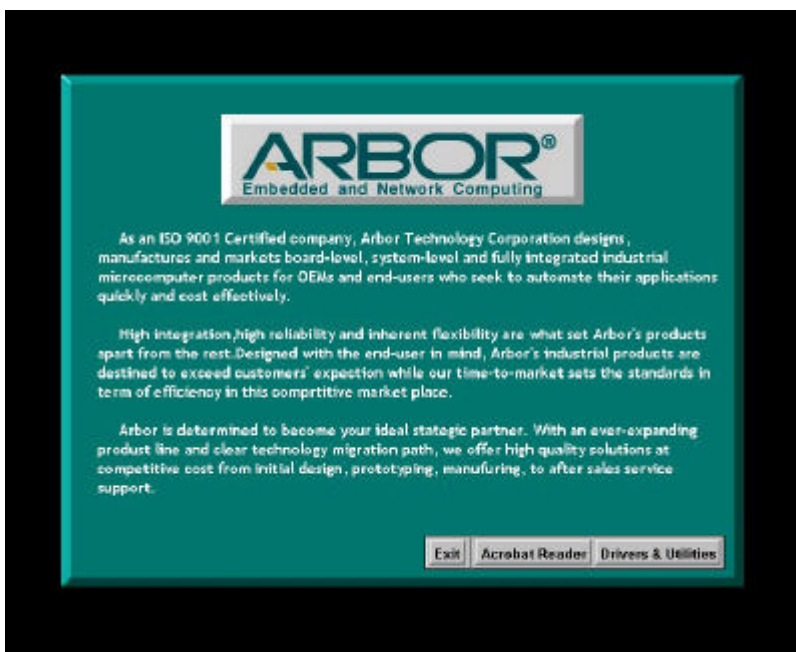 ARBOR®
Embedded and Network Computing
As an ISO 9001 Certified company, Arbor Technology Corporation designs,
manufactures and markets board-level, system-level and fully integrated industrial
microcomputer products for OEMs and end-users who seek to automate their applications
quickly and cost effectively.
High integration,high reliability and inherent flexibility are what set Arbor's products
apart from the rest.Designed with the end-user in mind, Arbor's industrial products are
destined to exceed customers' expection while our time-to-market sets the standards in
term of efficiency in this comprtitive market place.
Arbor is determined to become your ideal stategic partner. With an ever-expanding
product line and clear technology migration path, we offer high quality solutions at
competitive cost from initial design, prototyping, manufuring, to after sales service
support.
Exit Acrobat Reader Drivers & Utilities